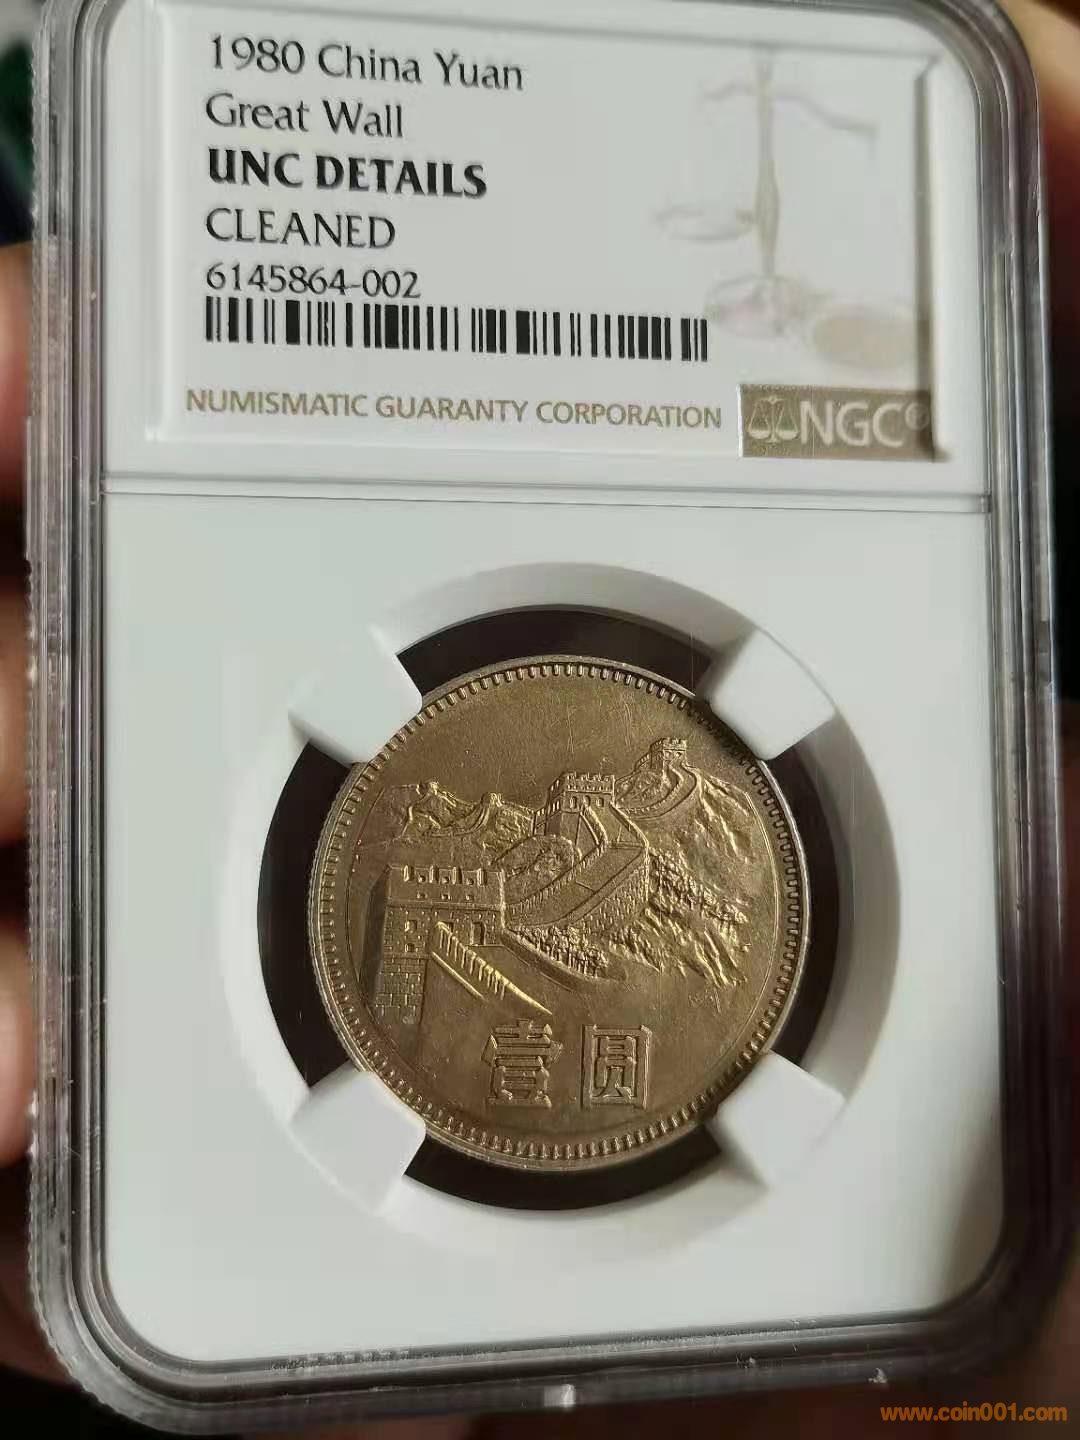 1980 China Yuan
Great Wall
UNC DETAILS
CLEANED
6145864-002
NUMISMATIC GUARANTY CORPORATION
NGC®
壹圆
www.coin001.com